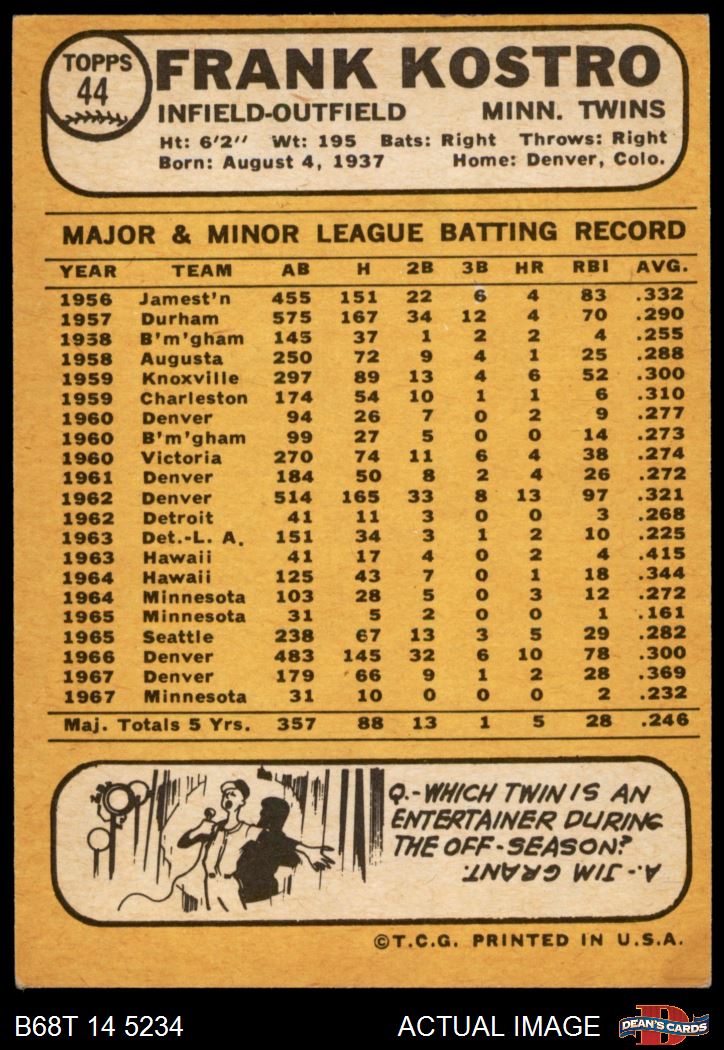 TOPPS
44
FRANK KOSTRO
INFIELD-OUTFIELD MINN. TWINS
Ht: 6'2" Wt: 195 Bats: Right Throws: Right
Born: August 4, 1937 Home: Denver, Colo.
MAJOR & MINOR LEAGUE BATTING RECORD
YEAR TEAM AB H 2B 3B HR RBI AVG.
1956 Jamest'n 455 151 22 6 4 83 .332
1957 Durham 575 167 34 12 4 70 .290
1958 B'm'gham 145 37 1 2 2 4 .255
1958 Augusta 250 72 9 4 1 25 .288
1959 Knoxville 297 89 13 4 6 52 .300
1959 Charleston 174 54 10 1 1 6 .310
1960 Denver 94 26 7 0 2 9 .277
1960 B'm'gham 99 27 5 0 0 14 .273
1960 Victoria 270 74 11 6 4 38 .274
1961 Denver 184 50 8 2 4 26 .272
1962 Denver 514 165 33 8 13 97 .321
1962 Detroit 41 11 3 0 0 3 .268
1963 Det.-L. A. 151 34 3 1 2 10 .225
1963 Hawaii 41 17 4 0 2 4 .415
1964 Hawaii 125 43 7 0 1 18 .344
1964 Minnesota 103 28 5 0 3 12 .272
1965 Minnesota 31 5 2 0 0 1 .161
1965 Seattle 238 67 13 3 5 29 .282
1966 Denver 483 145 32 6 10 78 .300
1967 Denver 179 66 9 1 2 28 .369
1967 Minnesota 31 10 0 0 0 2 .232
Maj. Totals 5 Yrs. 357 88 13 1 5 28 .246
Q.-WHICH TWIN IS AN
ENTERTAINER DURING
THE OFF-SEASON?
A.-JIM GRANT.
©T.C.G. PRINTED IN U.S.A.
B68T 14 5234 ACTUAL IMAGE
D
DEAN'S CARDS